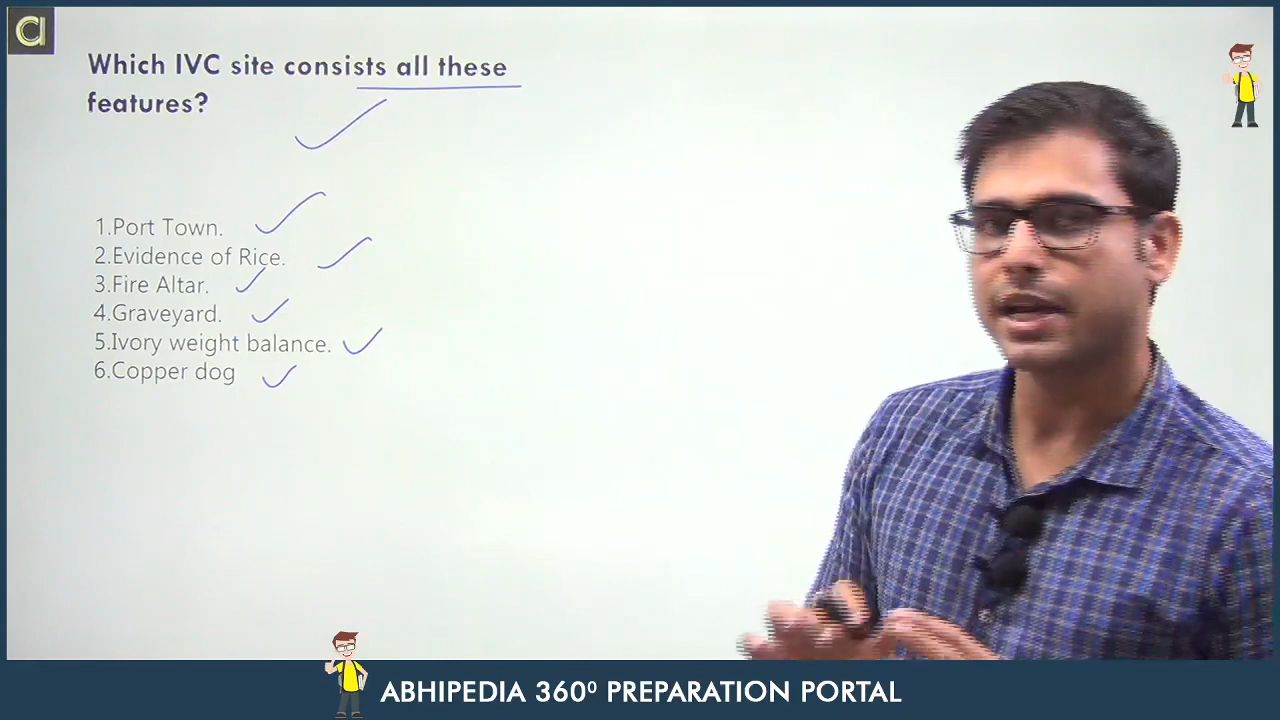 a
Which IVC site consists all these
features?
1.Port Town.
2.Evidence of Rice.
3.Fire Altar.
4.Graveyard.
5.Ivory weight balance.
6.Copper dog
ABHIPEDIA 360⁰ PREPARATION PORTAL